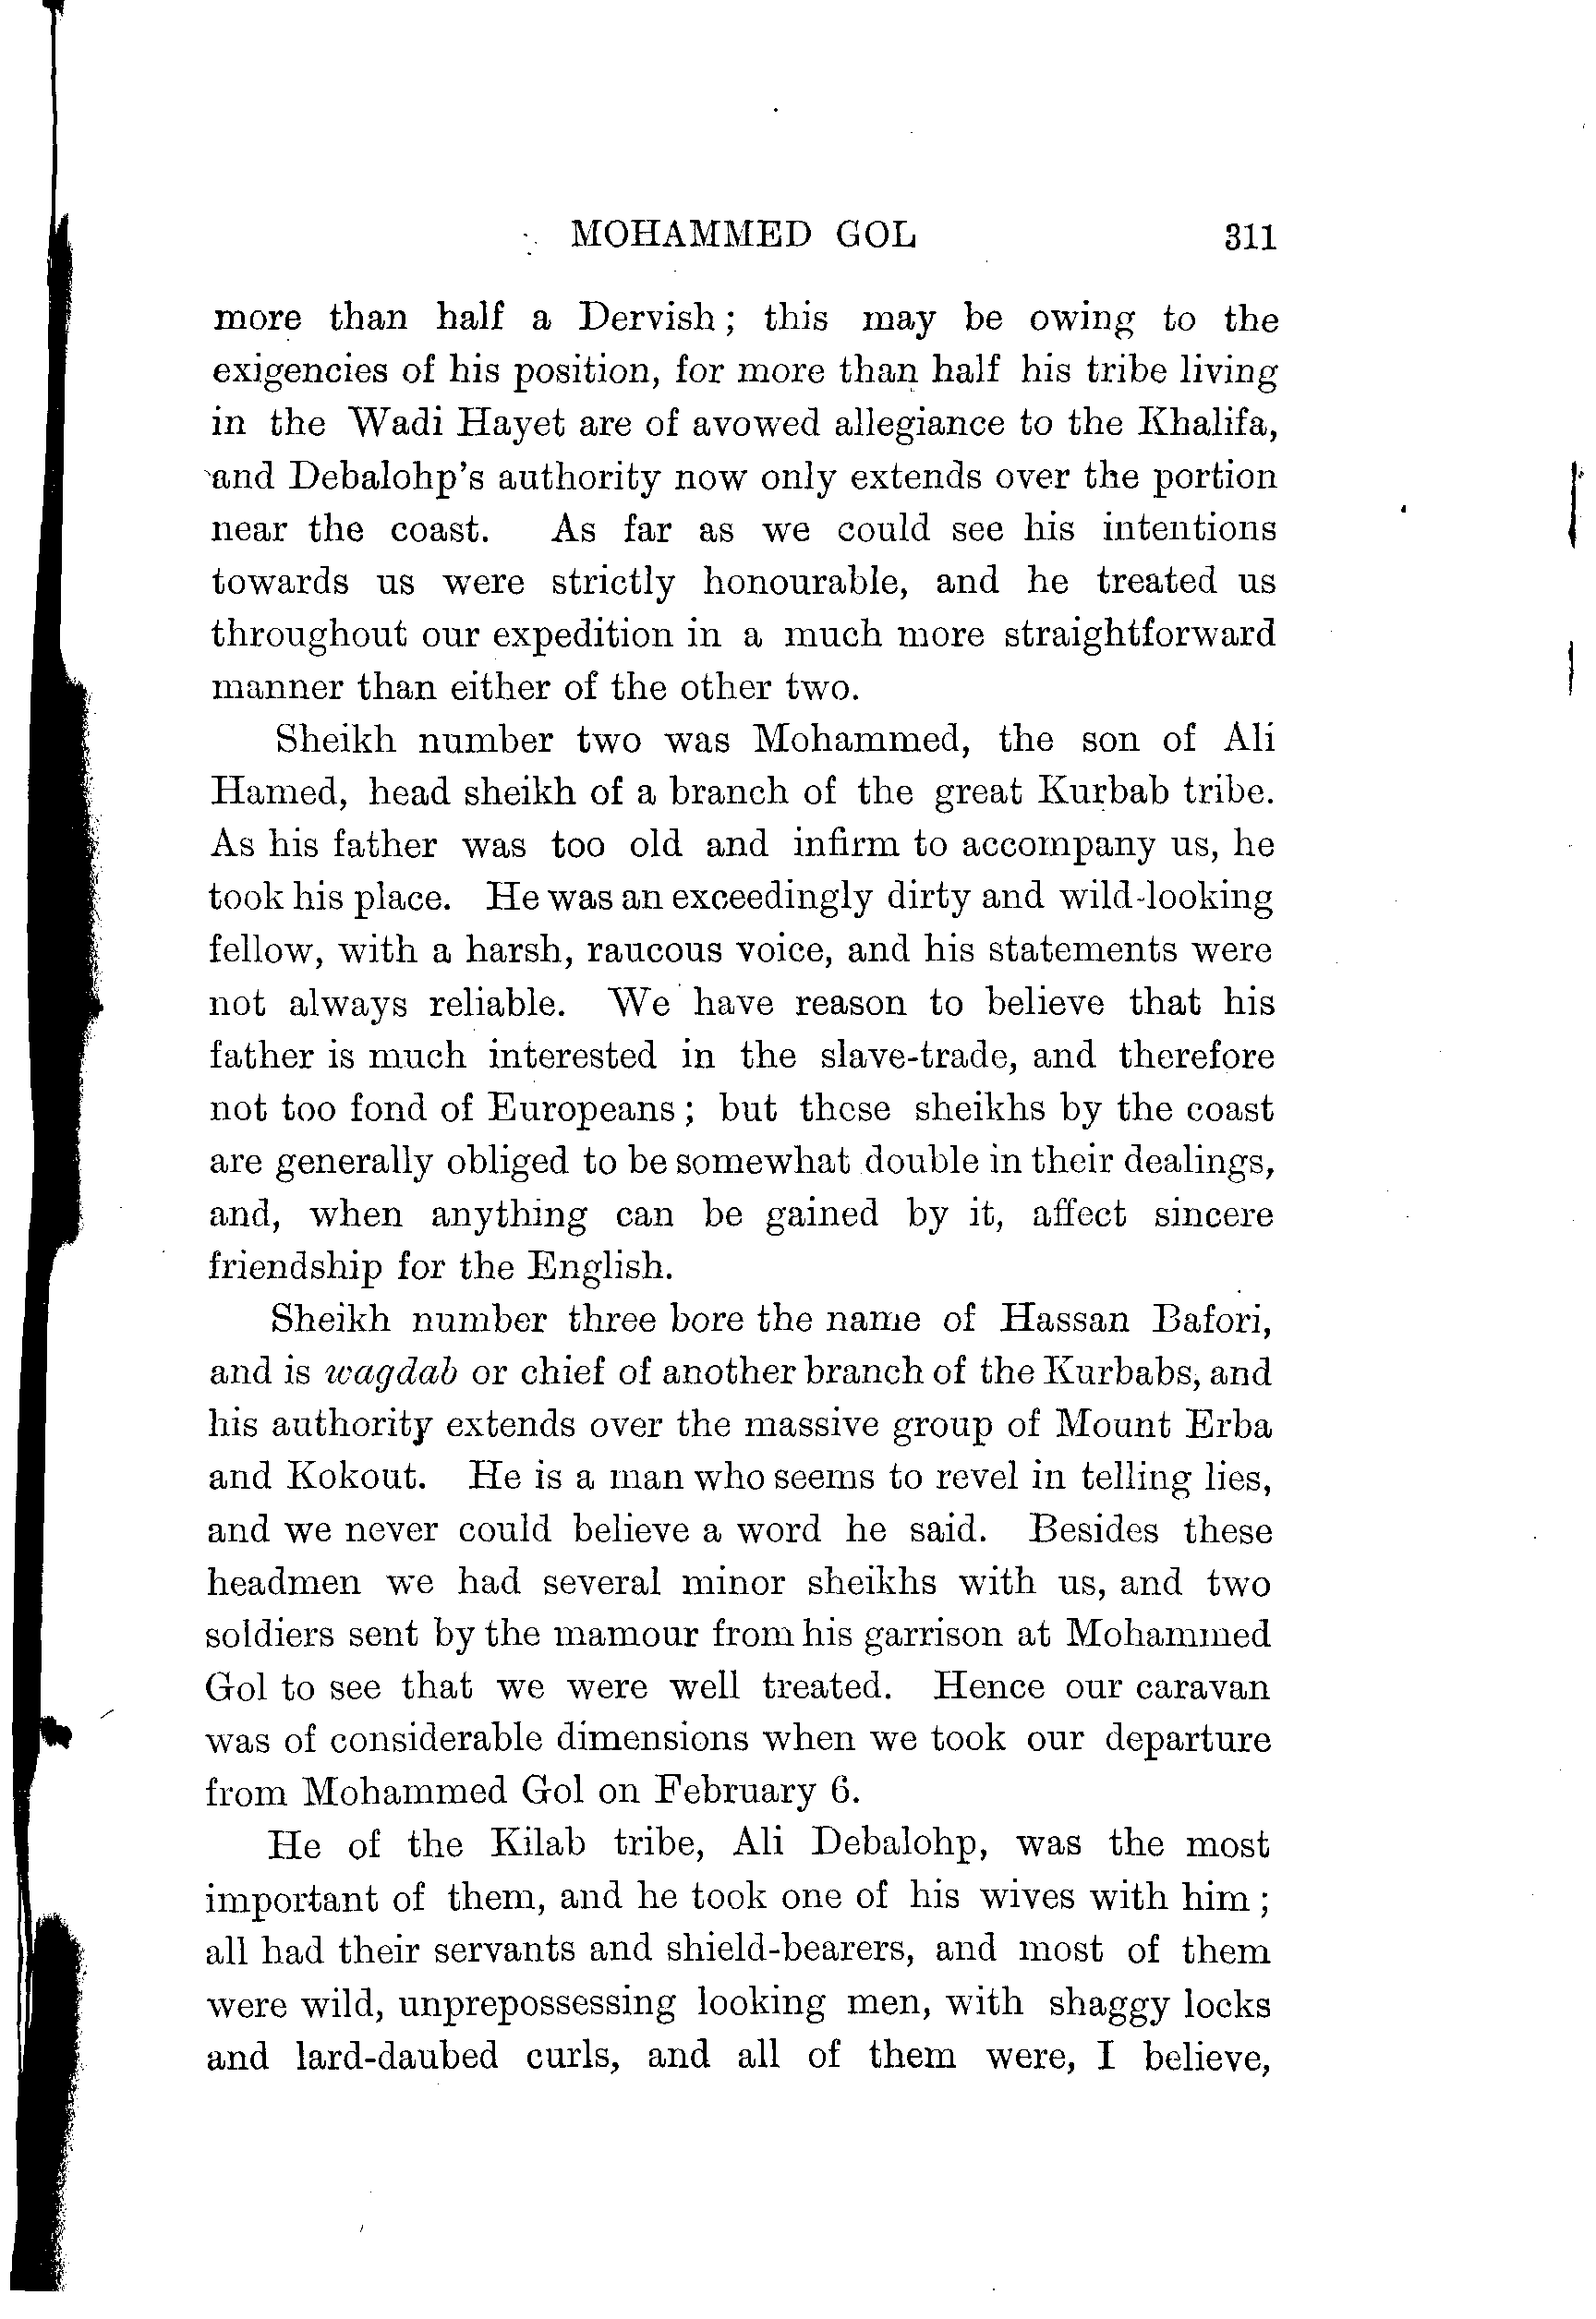 MOHAMMED GOL 311
more than half a Dervish; this may be owing to the
exigencies of his position, for more than half his tribe living
in the Wadi Hayet are of avowed allegiance to the Khalifa,
and Debalohp's authority now only extends over the portion
near the coast. As far as we could see his intentions
towards us were strictly honourable, and he treated us
throughout our expedition in a much more straightforward
manner than either of the other two.
Sheikh number two was Mohammed, the son of Ali
Hamed, head sheikh of a branch of the great Kurbab tribe.
As his father was too old and infirm to accompany us, he
took his place. He was an exceedingly dirty and wild-looking
fellow, with a harsh, raucous voice, and his statements were
not always reliable. We have reason to believe that his
father is much interested in the slave-trade, and therefore
not too fond of Europeans; but these sheikhs by the coast
are generally obliged to be somewhat double in their dealings,
and, when anything can be gained by it, affect sincere
friendship for the English.
Sheikh number three bore the name of Hassan Bafori,
and is wagdab or chief of another branch of the Kurbabs, and
his authority extends over the massive group of Mount Erba
and Kokout. He is a man who seems to revel in telling lies,
and we never could believe a word he said. Besides these
headmen we had several minor sheikhs with us, and two
soldiers sent by the mamour from his garrison at Mohammed
Gol to see that we were well treated. Hence our caravan
was of considerable dimensions when we took our departure
from Mohammed Gol on February 6.
He of the Kilab tribe, Ali Debalohp, was the most
important of them, and he took one of his wives with him;
all had their servants and shield-bearers, and most of them
were wild, unprepossessing looking men, with shaggy locks
and lard-daubed curls, and all of them were, I believe,